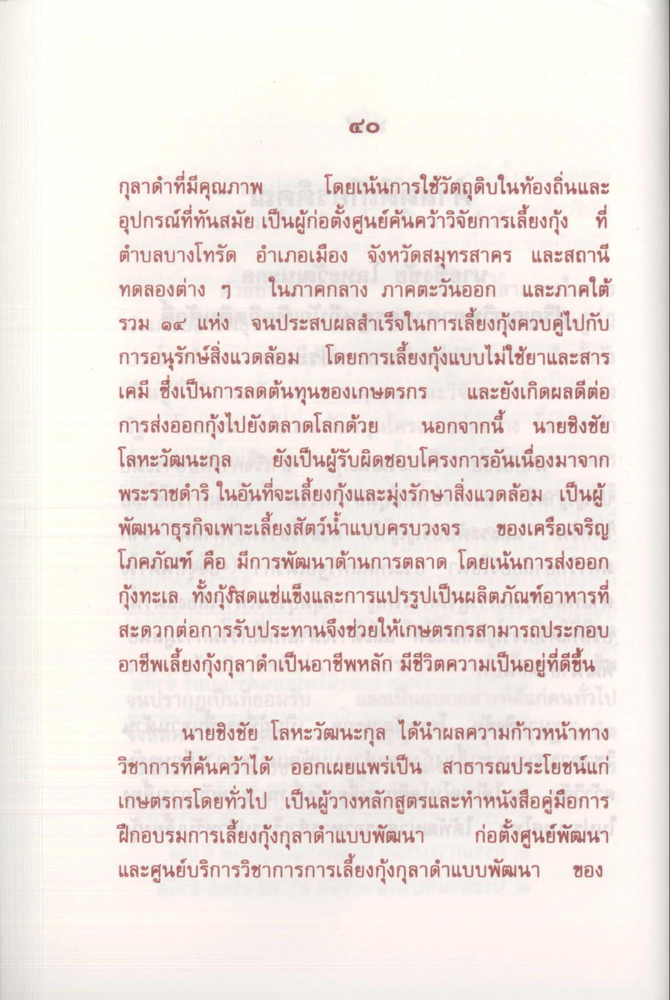 ๔๐
กุลาดำที่มีคุณภาพ โดยเน้นการใช้วัตถุดิบในท้องถิ่นและ
อุปกรณ์ที่ทันสมัย เป็นผู้ก่อตั้งศูนย์ค้นคว้าวิจัยการเลี้ยงกุ้ง ที่
ตำบลบางโทรัด อำเภอเมือง จังหวัดสมุทรสาคร และสถานี
ทดลองต่าง ๆ ในภาคกลาง ภาคตะวันออก และภาคใต้
รวม ๑๔ แห่ง จนประสบผลสำเร็จในการเลี้ยงกุ้งควบคู่ไปกับ
การอนุรักษ์สิ่งแวดล้อม โดยการเลี้ยงกุ้งแบบไม่ใช้ยาและสาร
เคมี ซึ่งเป็นการลดต้นทุนของเกษตรกร และยังเกิดผลดีต่อ
การส่งออกกุ้งไปยังตลาดโลกด้วย นอกจากนี้ นายชิงชัย
โลหะวัฒนะกุล ยังเป็นผู้รับผิดชอบโครงการอันเนื่องมาจาก
พระราชดำริ ในอันที่จะเลี้ยงกุ้งและมุ่งรักษาสิ่งแวดล้อม เป็นผู้
พัฒนาธุรกิจเพาะเลี้ยงสัตว์น้ำแบบครบวงจร ของเครือเจริญ
โภคภัณฑ์ คือ มีการพัฒนาด้านการตลาด โดยเน้นการส่งออก
กุ้งทะเล ทั้งกุ้งสดแช่แข็งและการแปรรูปเป็นผลิตภัณฑ์อาหารที่
สะดวกต่อการรับประทานจึงช่วยให้เกษตรกรสามารถประกอบ
อาชีพเลี้ยงกุ้งกุลาดำเป็นอาชีพหลัก มีชีวิตความเป็นอยู่ที่ดีขึ้น
นายชิงชัย โลหะวัฒนะกุล ได้นำผลความก้าวหน้าทาง
วิชาการที่ค้นคว้าได้ ออกเผยแพร่เป็น สาธารณประโยชน์แก่
เกษตรกรโดยทั่วไป เป็นผู้วางหลักสูตรและทำหนังสือคู่มือการ
ฝึกอบรมการเลี้ยงกุ้งกุลาดำแบบพัฒนา ก่อตั้งศูนย์พัฒนา
และศูนย์บริการวิชาการการเลี้ยงกุ้งกุลาดำแบบพัฒนา ของ